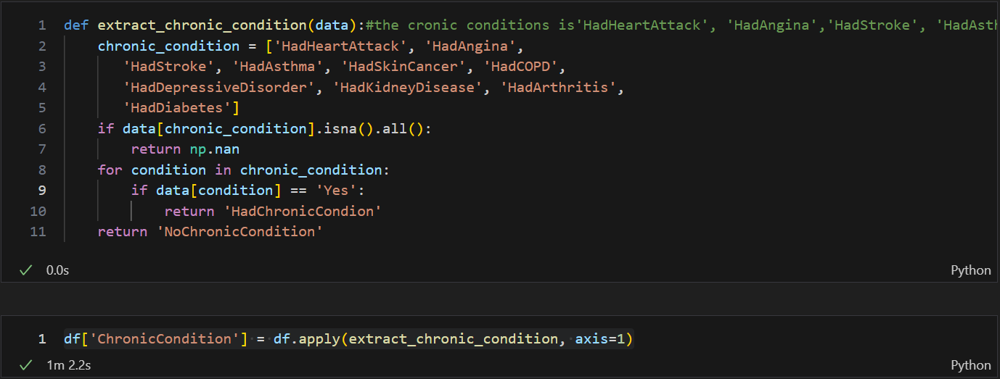 1 def extract_chronic_condition(data):#the cronic conditions is'HadHeartAttack', 'HadAngina','HadStroke', 'HadAsth
2 chronic_condition = ['HadHeartAttack', 'HadAngina',
3 'HadStroke', 'HadAsthma', 'HadSkinCancer', 'HadCOPD',
4 'HadDepressiveDisorder', 'HadKidneyDisease', 'HadArthritis',
5 'HadDiabetes']
6 if data[chronic_condition].isna().all():
7 return np.nan
8 for condition in chronic_condition:
9 if data[condition] == 'Yes':
10 return 'HadChronicCondion'
11 return 'NoChronicCondition'
0.0s Python
1 df['ChronicCondition'] = df.apply(extract_chronic_condition, axis=1)
1m 2.2s Python